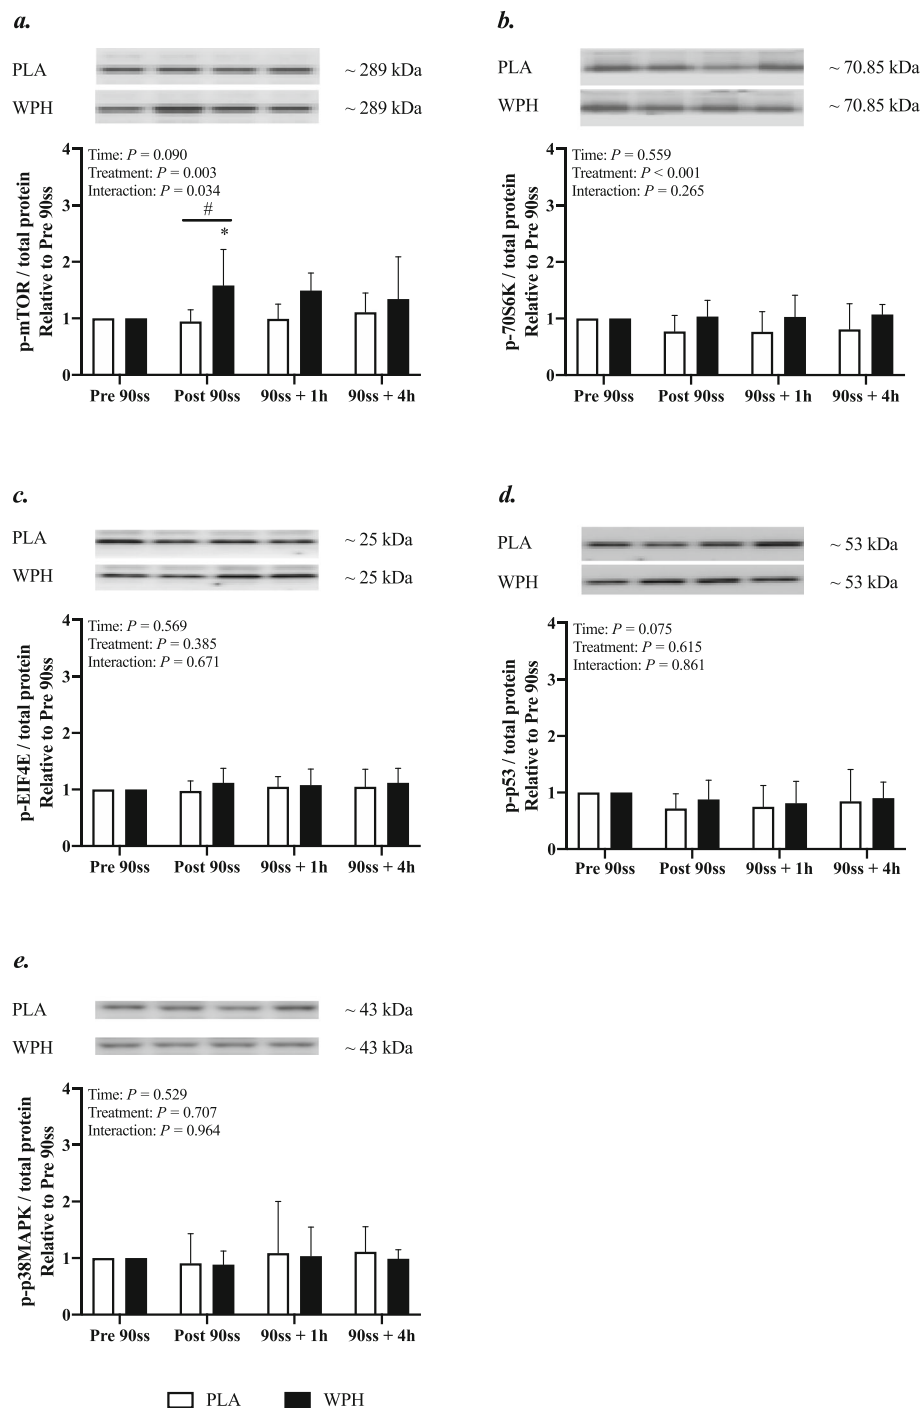 a.
PLA ~ 289 kDa
WPH ~ 289 kDa
Time: P = 0.090
Treatment: P = 0.003
Interaction: P = 0.034
#
*
p-mTOR / total protein
Relative to Pre 90ss
4
3
2
1
0
Pre 90ss Post 90ss 90ss + 1h 90ss + 4h
b.
PLA ~ 70.85 kDa
WPH ~ 70.85 kDa
Time: P = 0.559
Treatment: P < 0.001
Interaction: P = 0.265
p-70S6K / total protein
Relative to Pre 90ss
4
3
2
1
0
Pre 90ss Post 90ss 90ss + 1h 90ss + 4h
c.
PLA ~ 25 kDa
WPH ~ 25 kDa
Time: P = 0.569
Treatment: P = 0.385
Interaction: P = 0.671
p-EIF4E / total protein
Relative to Pre 90ss
4
3
2
1
0
Pre 90ss Post 90ss 90ss + 1h 90ss + 4h
d.
PLA ~ 53 kDa
WPH ~ 53 kDa
Time: P = 0.075
Treatment: P = 0.615
Interaction: P = 0.861
p-p53 / total protein
Relative to Pre 90ss
4
3
2
1
0
Pre 90ss Post 90ss 90ss + 1h 90ss + 4h
e.
PLA ~ 43 kDa
WPH ~ 43 kDa
Time: P = 0.529
Treatment: P = 0.707
Interaction: P = 0.964
p-p38MAPK / total protein
Relative to Pre 90ss
4
3
2
1
0
Pre 90ss Post 90ss 90ss + 1h 90ss + 4h
PLA WPH